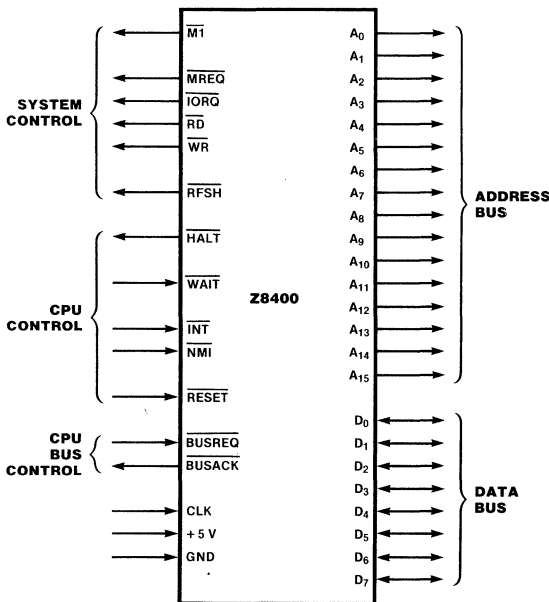 SYSTEM
CONTROL
CPU
CONTROL
CPU
BUS
CONTROL
M1
MREQ
IORQ
RD
WR
RFSH
HALT
WAIT
INT
NMI
RESET
BUSREQ
BUSACK
CLK
+5 V
GND
Z8400
A0
A1
A2
A3
A4
A5
A6
A7
A8
A9
A10
A11
A12
A13
A14
A15
D0
D1
D2
D3
D4
D5
D6
D7
ADDRESS
BUS
DATA
BUS